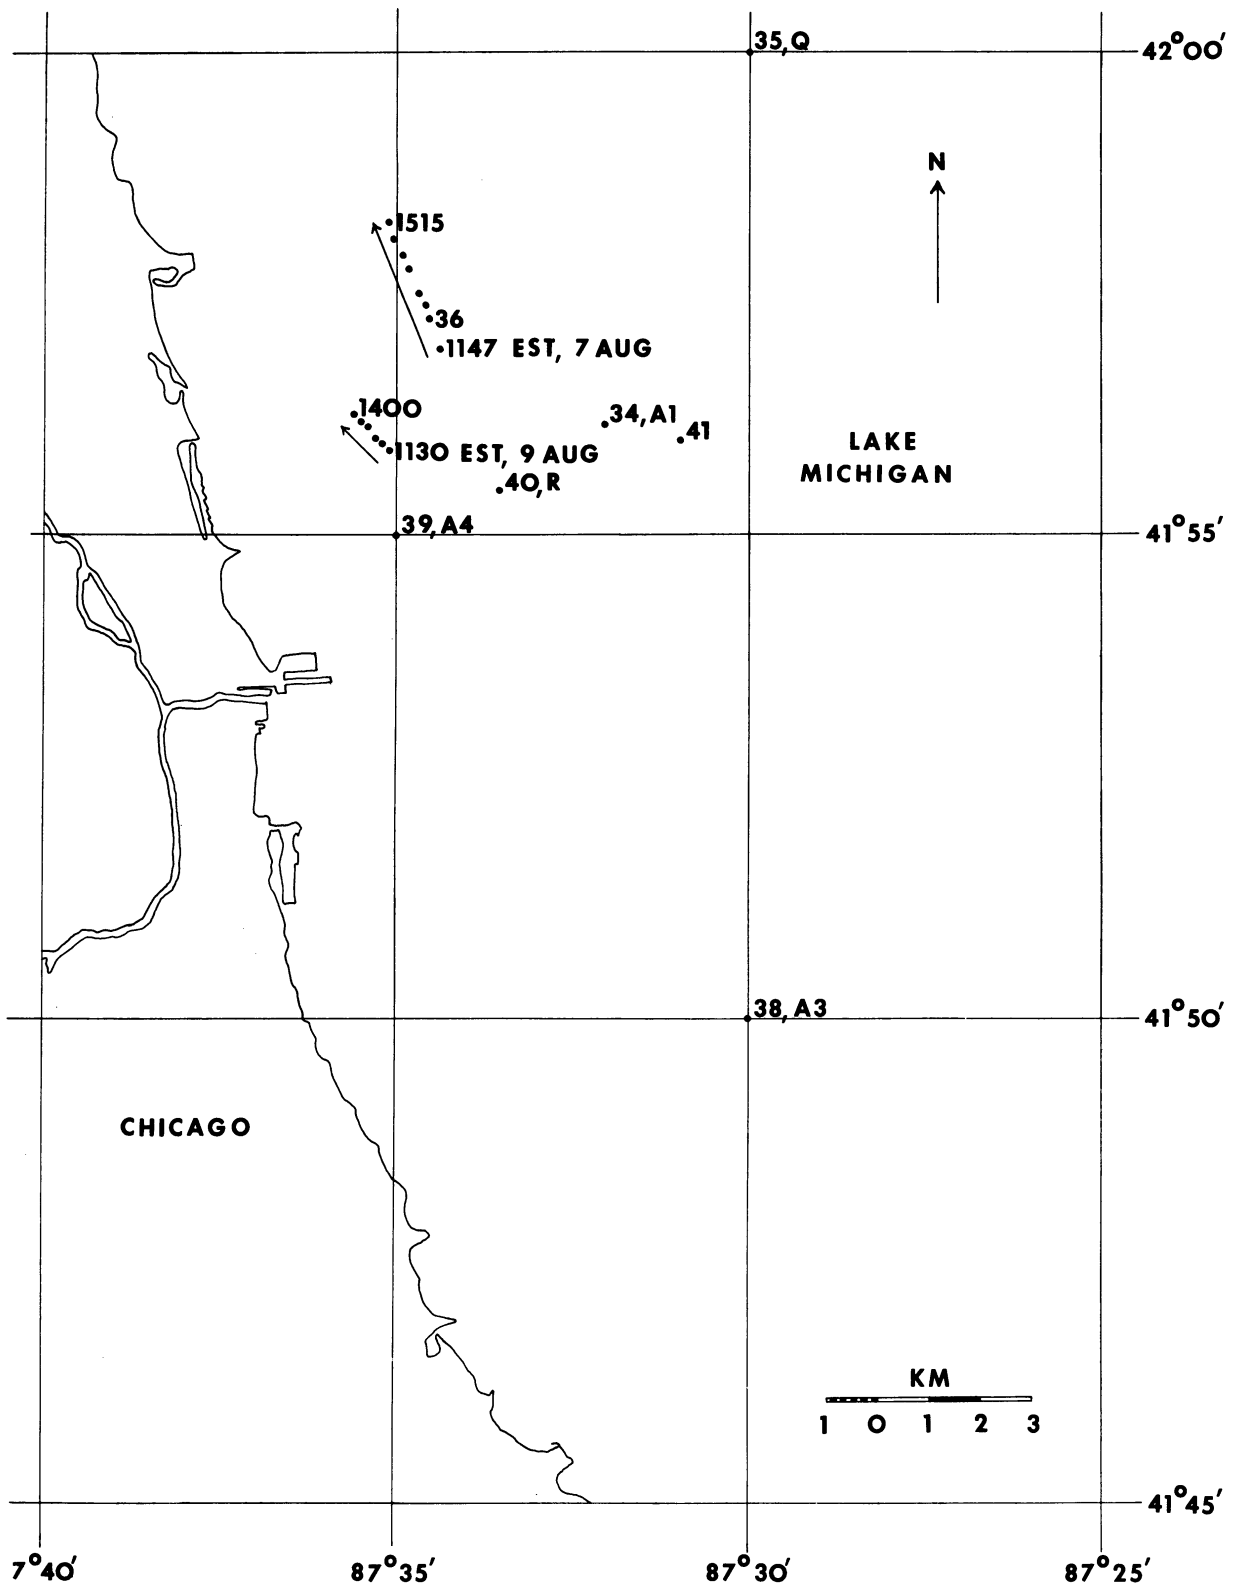 35, Q
42°00'
N
1515
36
1147 EST, 7 AUG
1400
34, A1
41
LAKE
MICHIGAN
1130 EST, 9 AUG
40, R
39, A4
41°55'
38, A3
41°50'
CHICAGO
KM
1 0 1 2 3
41°45'
7°40' 87°35' 87°30' 87°25'